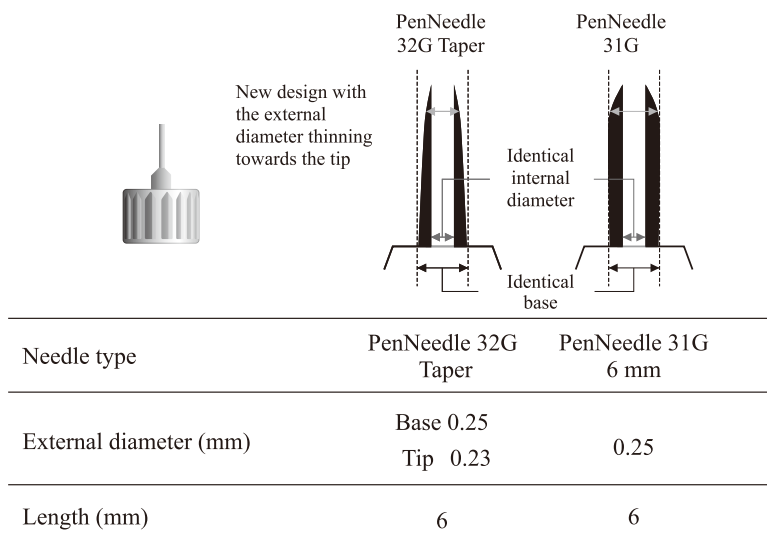 PenNeedle
32G Taper
PenNeedle
31G
New design with
the external
diameter thinning
towards the tip
Identical
internal
diameter
Identical
base
Needle type
PenNeedle 32G
Taper
PenNeedle 31G
6 mm
External diameter (mm)
Base 0.25
Tip 0.23
0.25
Length (mm)
6
6